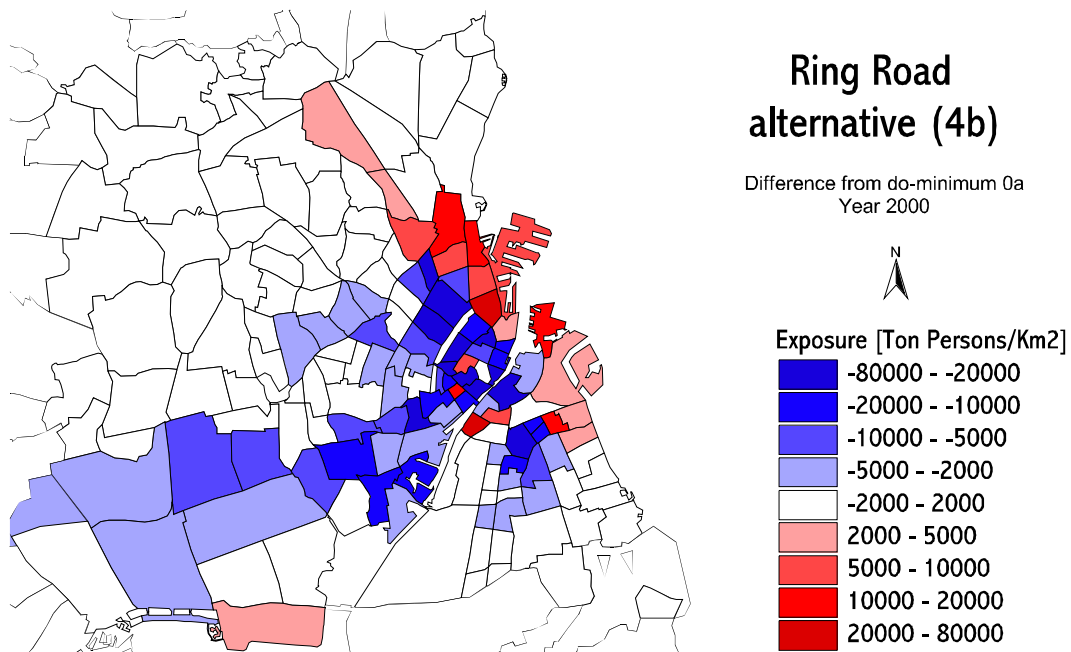 Ring Road
alternative (4b)
Difference from do-minimum 0a
Year 2000
N
Exposure [Ton Persons/Km2]
-80000 - -20000
-20000 - -10000
-10000 - -5000
-5000 - -2000
-2000 - 2000
2000 - 5000
5000 - 10000
10000 - 20000
20000 - 80000